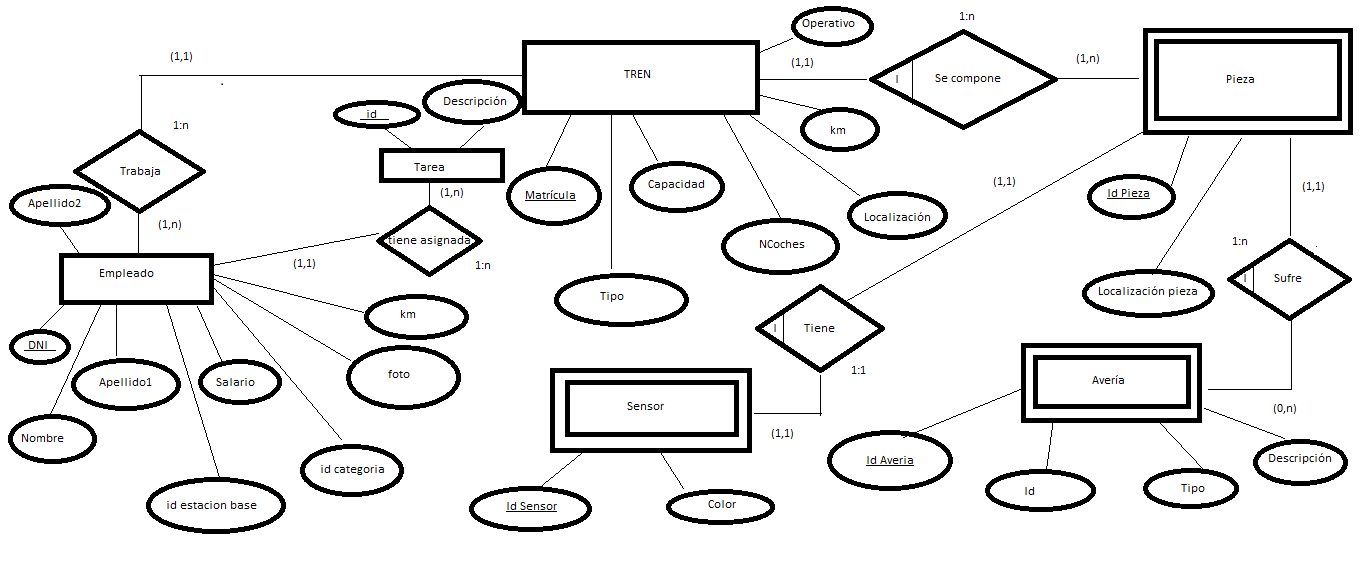 1:n
Operativo
(1,1)
(1,1)
(1,n)
TREN
Se compone
I
Pieza
Descripción
id
1:n
km
Trabaja
Tarea
(1,n)
Matrícula
Capacidad
(1,1)
Id Pieza
(1,1)
Apellido2
(1,n)
Localización
tiene asignada
NCoches
1:n
(1,1)
1:n
Empleado
I
Sufre
Tipo
Localización pieza
km
I
Tiene
DNI
foto
1:1
Apellido1
Salario
Avería
Sensor
(0,n)
(1,1)
Nombre
id categoria
Id Averia
Descripción
id estacion base
Id Sensor
Color
Id
Tipo